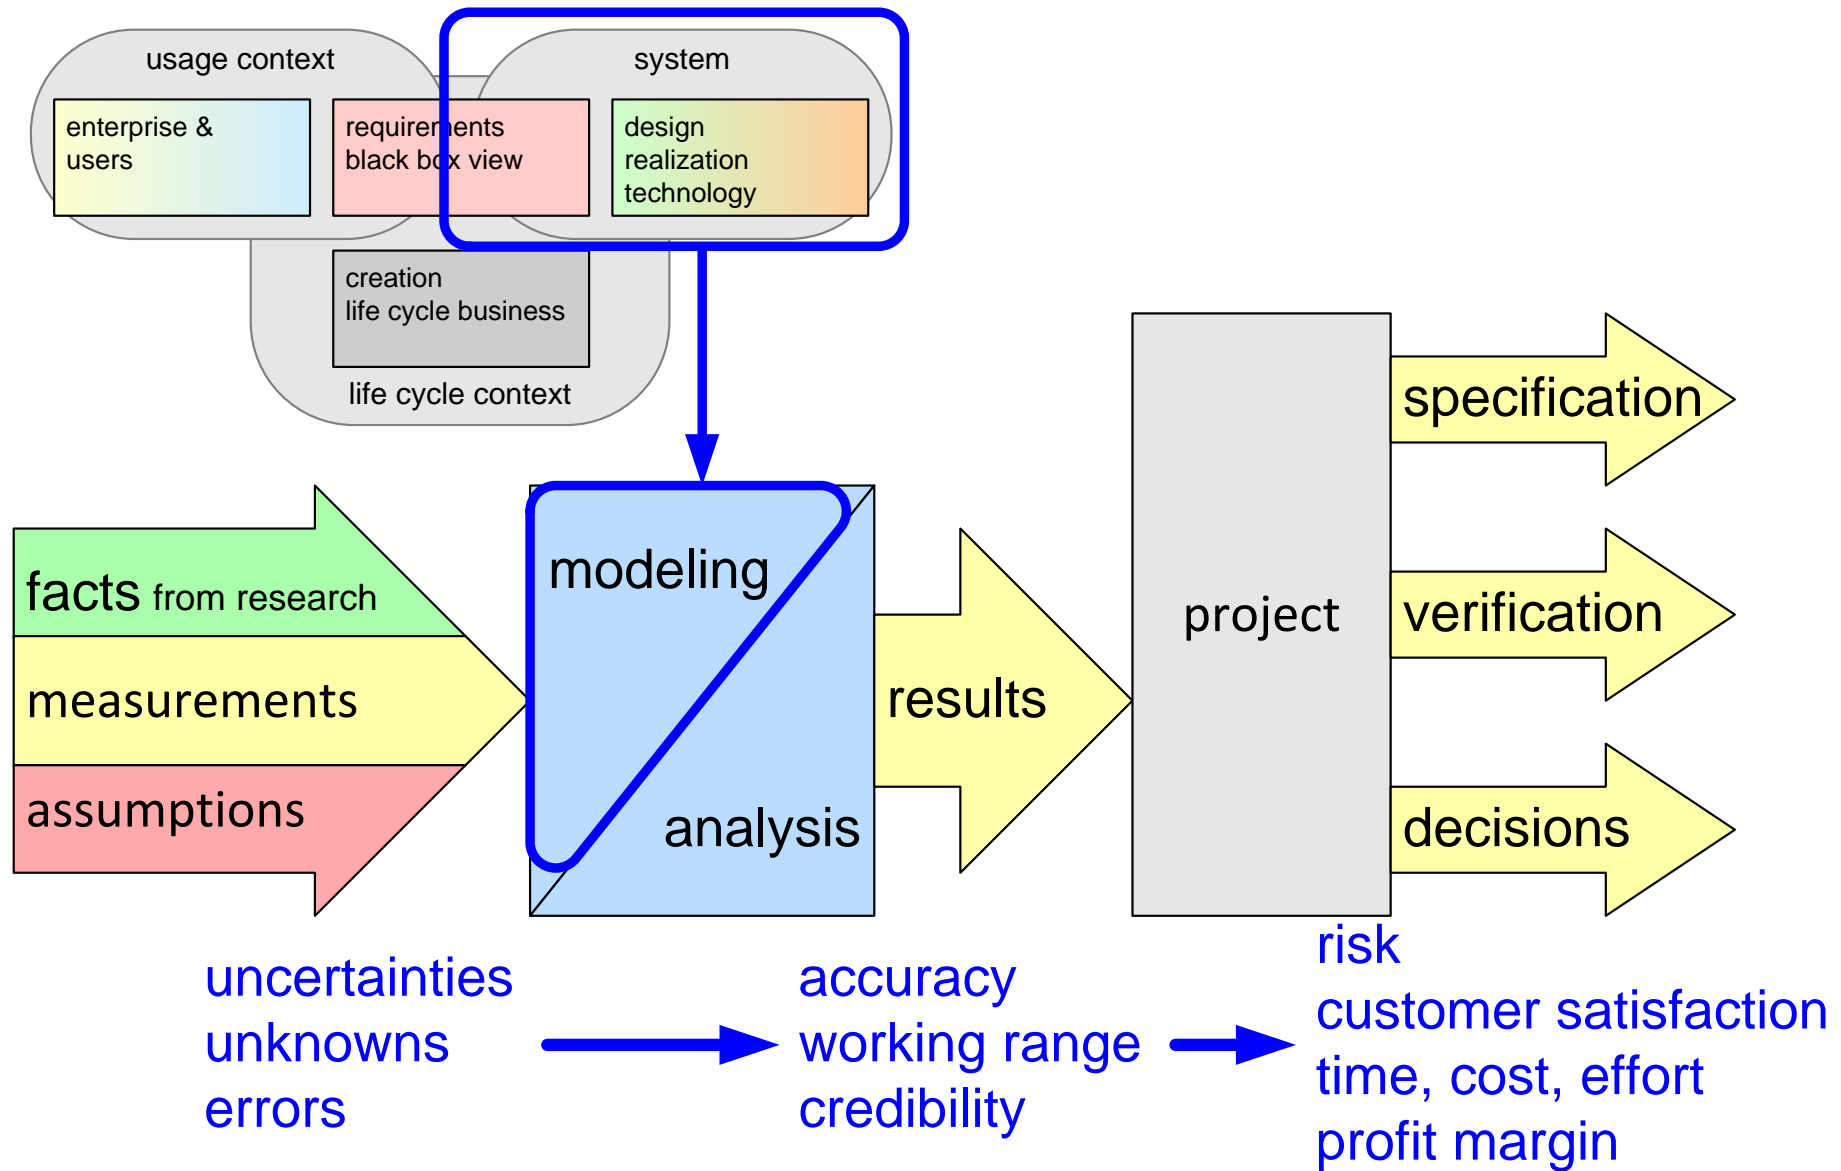 usage context
system
enterprise &
users
requirements
black box view
design
realization
technology
creation
life cycle business
life cycle context
facts from research
measurements
assumptions
modeling
analysis
results
project
specification
verification
decisions
uncertainties
unknowns
errors
accuracy
working range
credibility
risk
customer satisfaction
time, cost, effort
profit margin